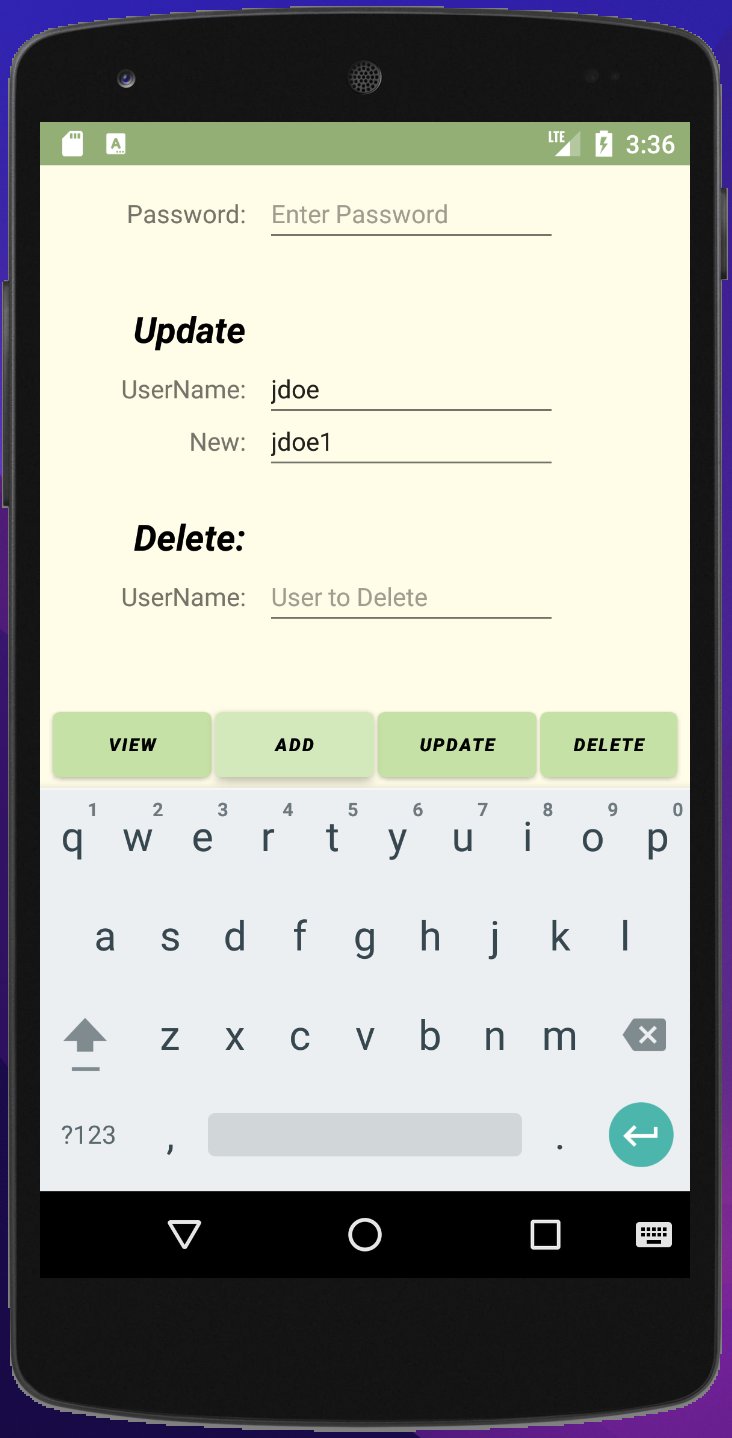 LTE 3:36
Password: Enter Password
Update
UserName: jdoe
New: jdoe1
Delete:
UserName: User to Delete
VIEW ADD UPDATE DELETE
1 2 3 4 5 6 7 8 9 0
q w e r t y u i o p
a s d f g h j k l
z x c v b n m
?123 , .